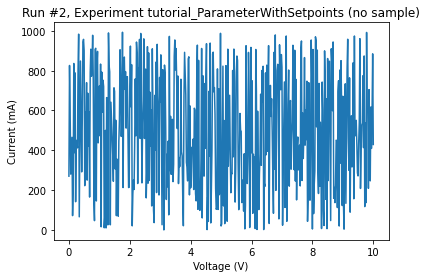 Run #2, Experiment tutorial_ParameterWithSetpoints (no sample)
1000
800
600
400
200
0
Current (mA)
0 2 4 6 8 10
Voltage (V)